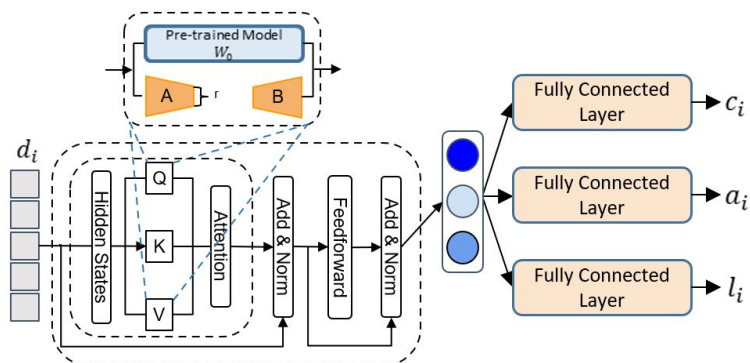 Pre-trained Model
W₀
A
r
B
dᵢ
Hidden States
Q
K
V
Attention
Add & Norm
Feedforward
Add & Norm
Fully Connected
Layer
cᵢ
Fully Connected
Layer
aᵢ
Fully Connected
Layer
lᵢ